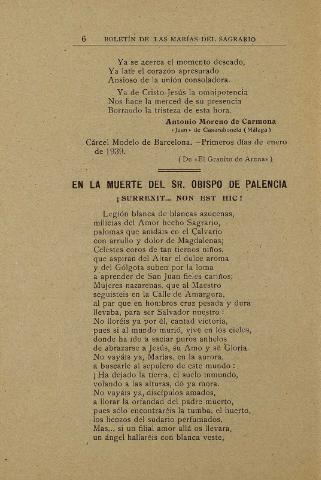 6 BOLETÍN DE LAS MARÍAS DEL SAGRARIO
Ya se acerca el momento deseado,
Ya late el corazón apresurado
Ansioso de la unión consoladora.
Ya de Cristo-Jesús la omnipotencia
Nos hace la merced de su presencia
Borrando la tristeza de esta hora.
Antonio Moreno de Carmona
«Juan» de Casarabonela (Málaga)
Cárcel Modelo de Barcelona.—Primeros días de enero
de 1939.
(De «El Granito de Arena»)
EN LA MUERTE DEL SR. OBISPO DE PALENCIA
¡SURREXIT... NON EST HIC!
Legión blanca de blancas azucenas,
milicias del Amor hecho Sagrario,
palomas que anidáis en el Calvario
con arrullo y dolor de Magdalenas;
Celestes coros de tan tiernos niños,
que aspiran del Altar el dulce aroma
y del Gólgota suben por la loma
a aprender de San Juan fieles cariños;
Mujeres nazarenas, que al Maestro
seguisteis en la Calle de Amargora,
al par que en hombros cruz pesada y dura
llevaba, para ser Salvador nuestro:
No lloréis ya por él, cantad victoria,
pues si al mundo murió, vive en los cielos,
donde ha ido a saciar puros anhelos
de abrazarse a Jesús, su Amo y su Gloria.
No vayáis ya, Marías, en la aurora,
a buscarle al sepulcro de este mundo:
¡Ha dejado la tierra, el suelo inmundo,
volando a las alturas, do ya mora.
No vayáis ya, discípulos amados,
a llorar la orfandad del padre muerto,
pues sólo encontraréis la tumba, el huerto,
los lienzos del sudario perfumados.
Mas... si un filial amor allá os llevara,
un ángel hallaréis con blanca veste,